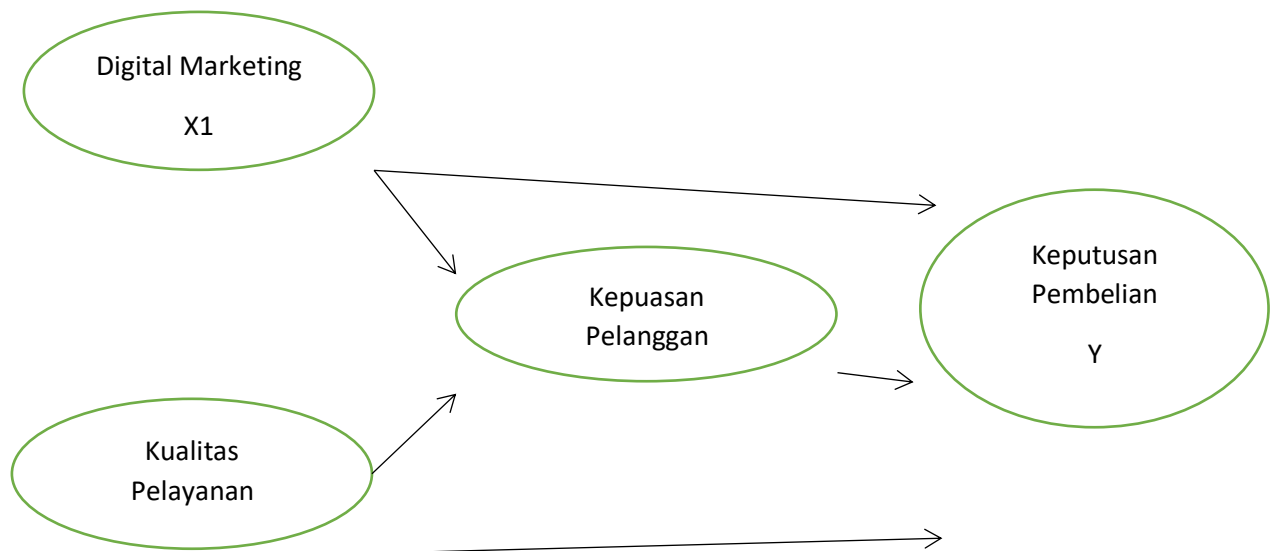 Digital Marketing
X1
Kepuasan
Pelanggan
Keputusan
Pembelian
Y
Kualitas
Pelayanan